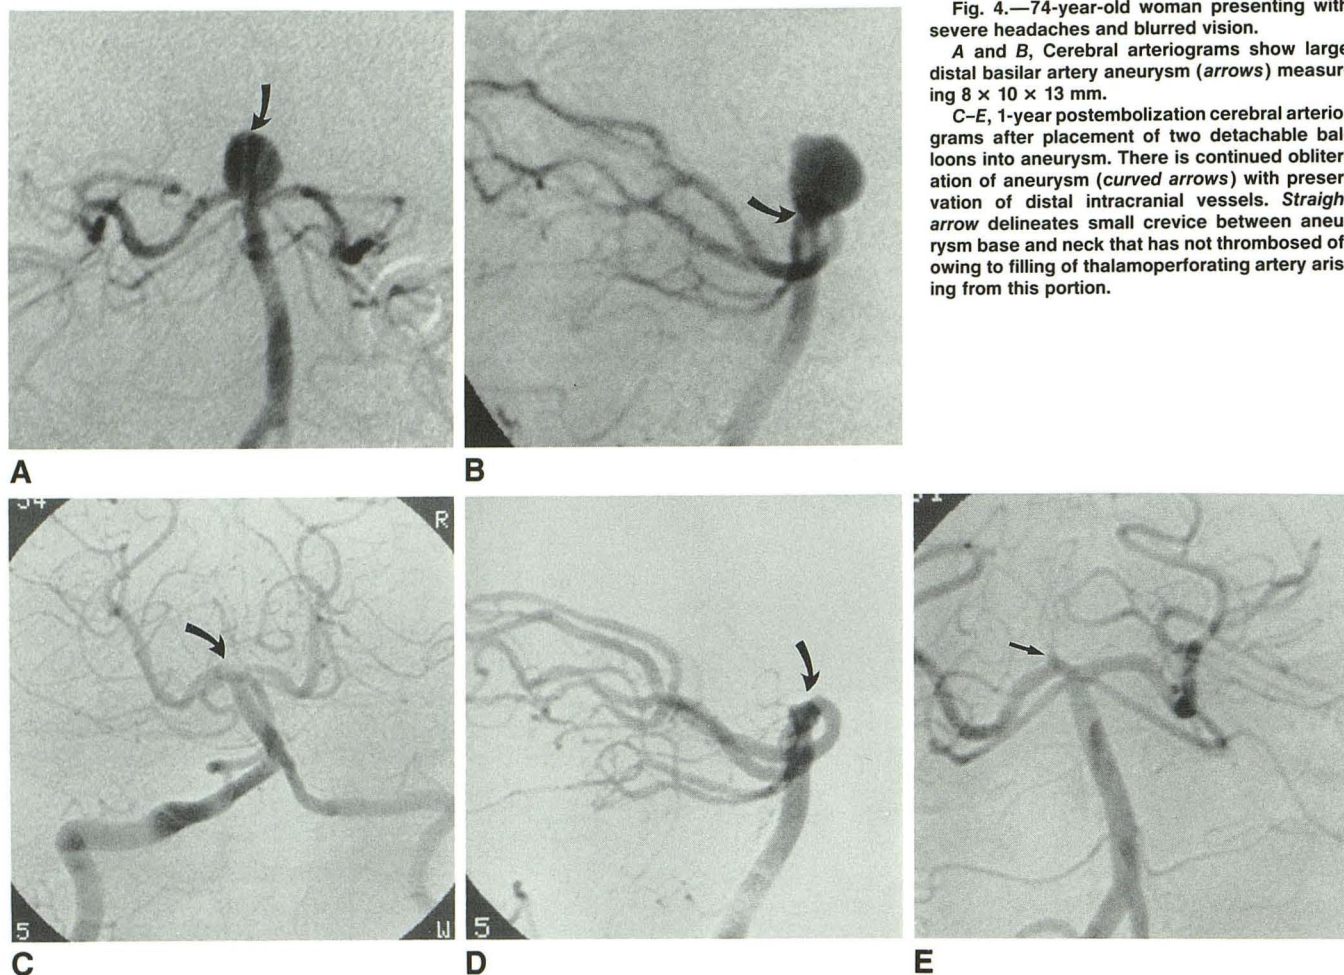 Fig. 4.—74-year-old woman presenting with
severe headaches and blurred vision.
A and B, Cerebral arteriograms show large
distal basilar artery aneurysm (arrows) measur-
ing 8 × 10 × 13 mm.
C–E, 1-year postembolization cerebral arterio-
grams after placement of two detachable bal-
loons into aneurysm. There is continued obliter-
ation of aneurysm (curved arrows) with preser-
vation of distal intracranial vessels. Straigh
arrow delineates small crevice between aneu-
rysm base and neck that has not thrombosed of
owing to filling of thalamoperforating artery aris-
ing from this portion.
A
B
R
5
W
5
C
D
E